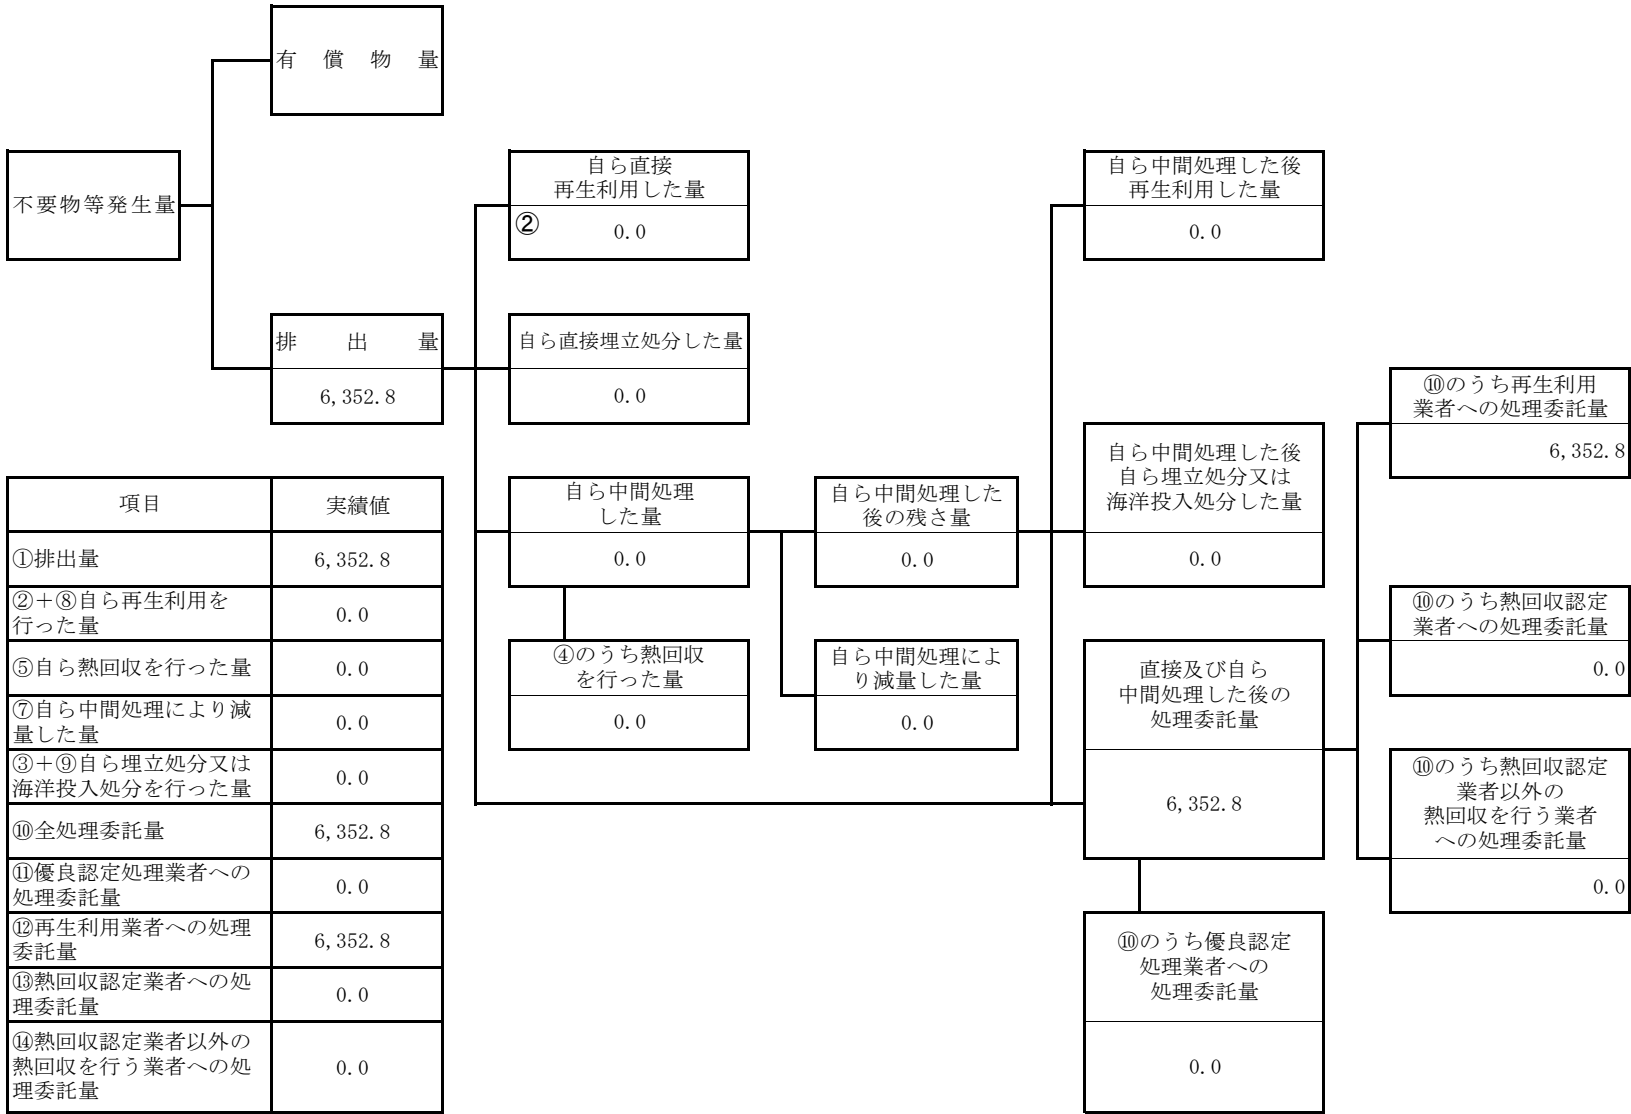 有償物量
不要物等発生量
自ら直接
再生利用した量
② 0.0
自ら中間処理した後
再生利用した量
0.0
排出量
6,352.8
自ら直接埋立処分した量
0.0
⑩のうち再生利用
業者への処理委託量
6,352.8
自ら中間処理
した量
0.0
自ら中間処理した
後の残さ量
0.0
自ら中間処理した後
自ら埋立処分又は
海洋投入処分した量
0.0
④のうち熱回収
を行った量
0.0
自ら中間処理によ
り減量した量
0.0
直接及び自ら
中間処理した後の
処理委託量
6,352.8
⑩のうち熱回収認定
業者への処理委託量
0.0
⑩のうち熱回収認定
業者以外の
熱回収を行う業者
への処理委託量
0.0
⑩のうち優良認定
処理業者への
処理委託量
0.0
項目 実績値
①排出量 6,352.8
②+⑧自ら再生利用を
行った量 0.0
⑤自ら熱回収を行った量 0.0
⑦自ら中間処理により減
量した量 0.0
③+⑨自ら埋立処分又は
海洋投入処分を行った量 0.0
⑩全処理委託量 6,352.8
⑪優良認定処理業者への
処理委託量 0.0
⑫再生利用業者への処理
委託量 6,352.8
⑬熱回収認定業者への処
理委託量 0.0
⑭熱回収認定業者以外の
熱回収を行う業者への処
理委託量 0.0